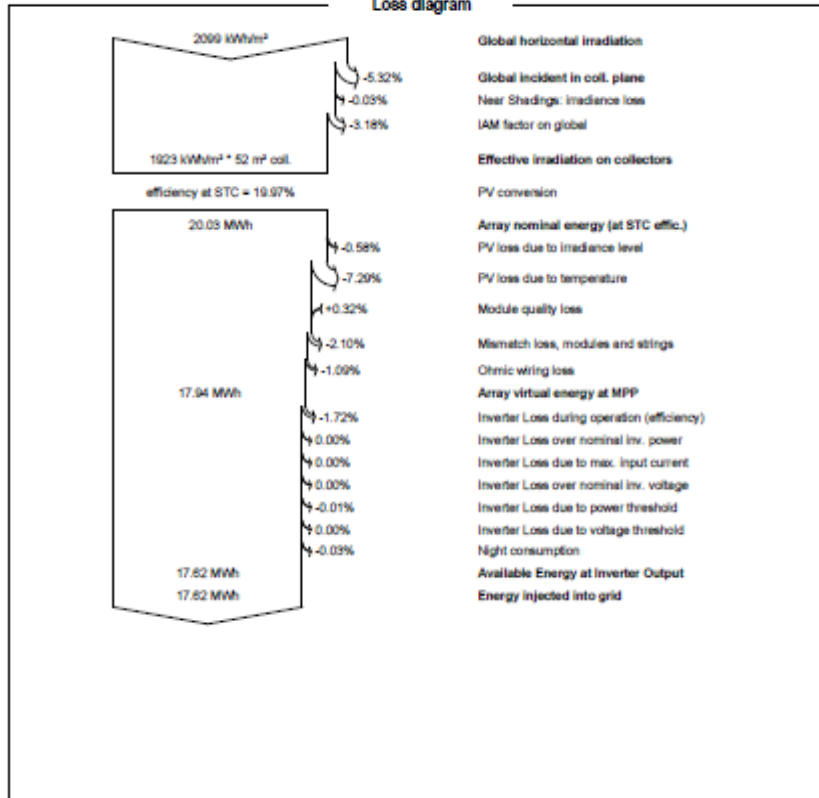 Loss diagram
2099 kWh/m² Global horizontal irradiation
-5.32% Global incident in coll. plane
-0.03% Near Shadings: irradiance loss
-3.18% IAM factor on global
1923 kWh/m² * 52 m² coll. Effective irradiation on collectors
efficiency at STC = 19.97% PV conversion
20.03 MWh Array nominal energy (at STC effic.)
-0.58% PV loss due to irradiance level
-7.29% PV loss due to temperature
+0.32% Module quality loss
-2.10% Mismatch loss, modules and strings
-1.09% Ohmic wiring loss
17.94 MWh Array virtual energy at MPP
-1.72% Inverter Loss during operation (efficiency)
0.00% Inverter Loss over nominal inv. power
0.00% Inverter Loss due to max. input current
0.00% Inverter Loss over nominal inv. voltage
-0.01% Inverter Loss due to power threshold
0.00% Inverter Loss due to voltage threshold
-0.03% Night consumption
17.62 MWh Available Energy at Inverter Output
17.62 MWh Energy injected into grid